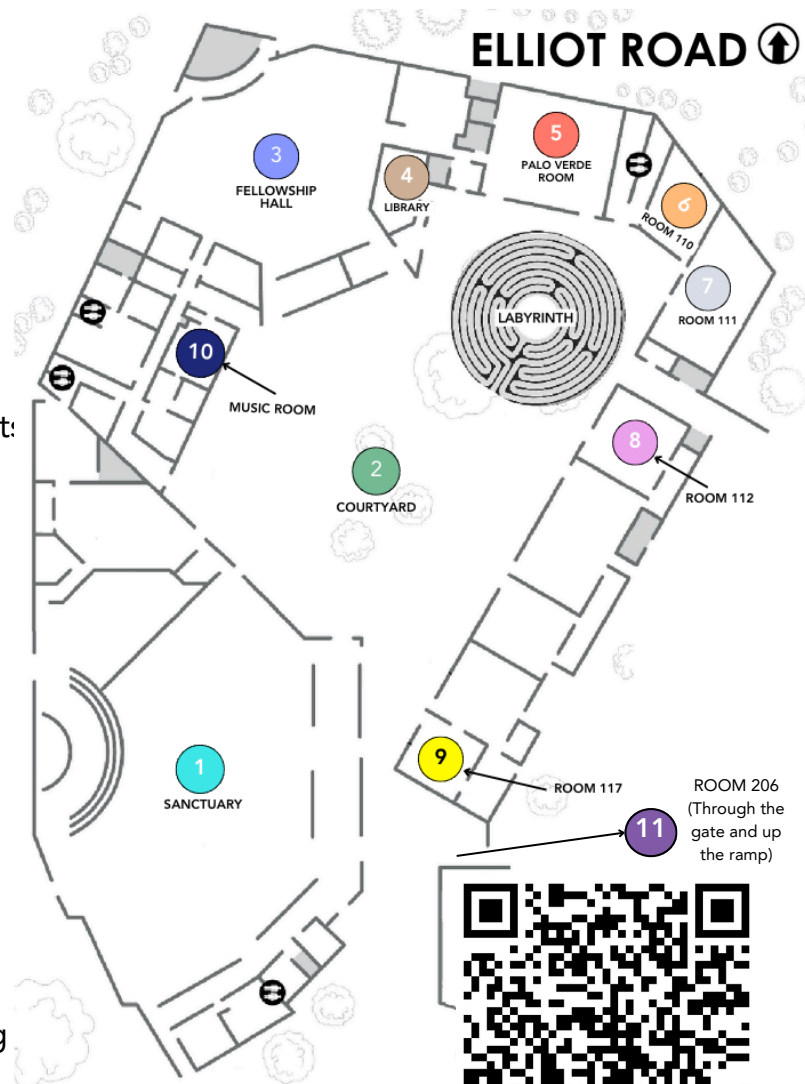 ELLIOT ROAD
5
PALO VERDE
ROOM
3
FELLOWSHIP
HALL
4
LIBRARY
6
ROOM 110
7
ROOM 111
LABYRINTH
10
MUSIC ROOM
ts
8
ROOM 112
2
COURTYARD
1
SANCTUARY
9
ROOM 117
11
ROOM 206
(Through the
gate and up
the ramp)
g